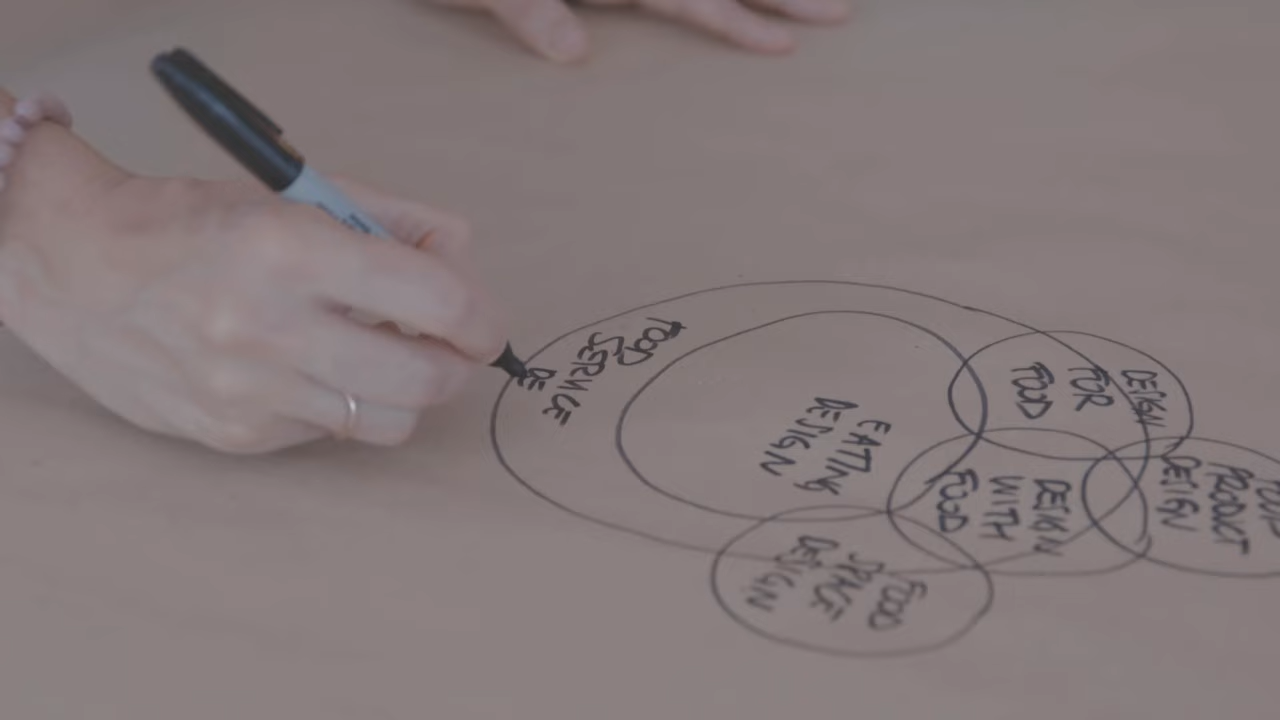 FOOD
SERVICE
DE
EATING
DESIGN
DESIGN
FOR
FOOD
DESIGN
WITH
FOOD
FOOD
PRODUCT
DESIGN
FOOD
SPACE
DESIGN